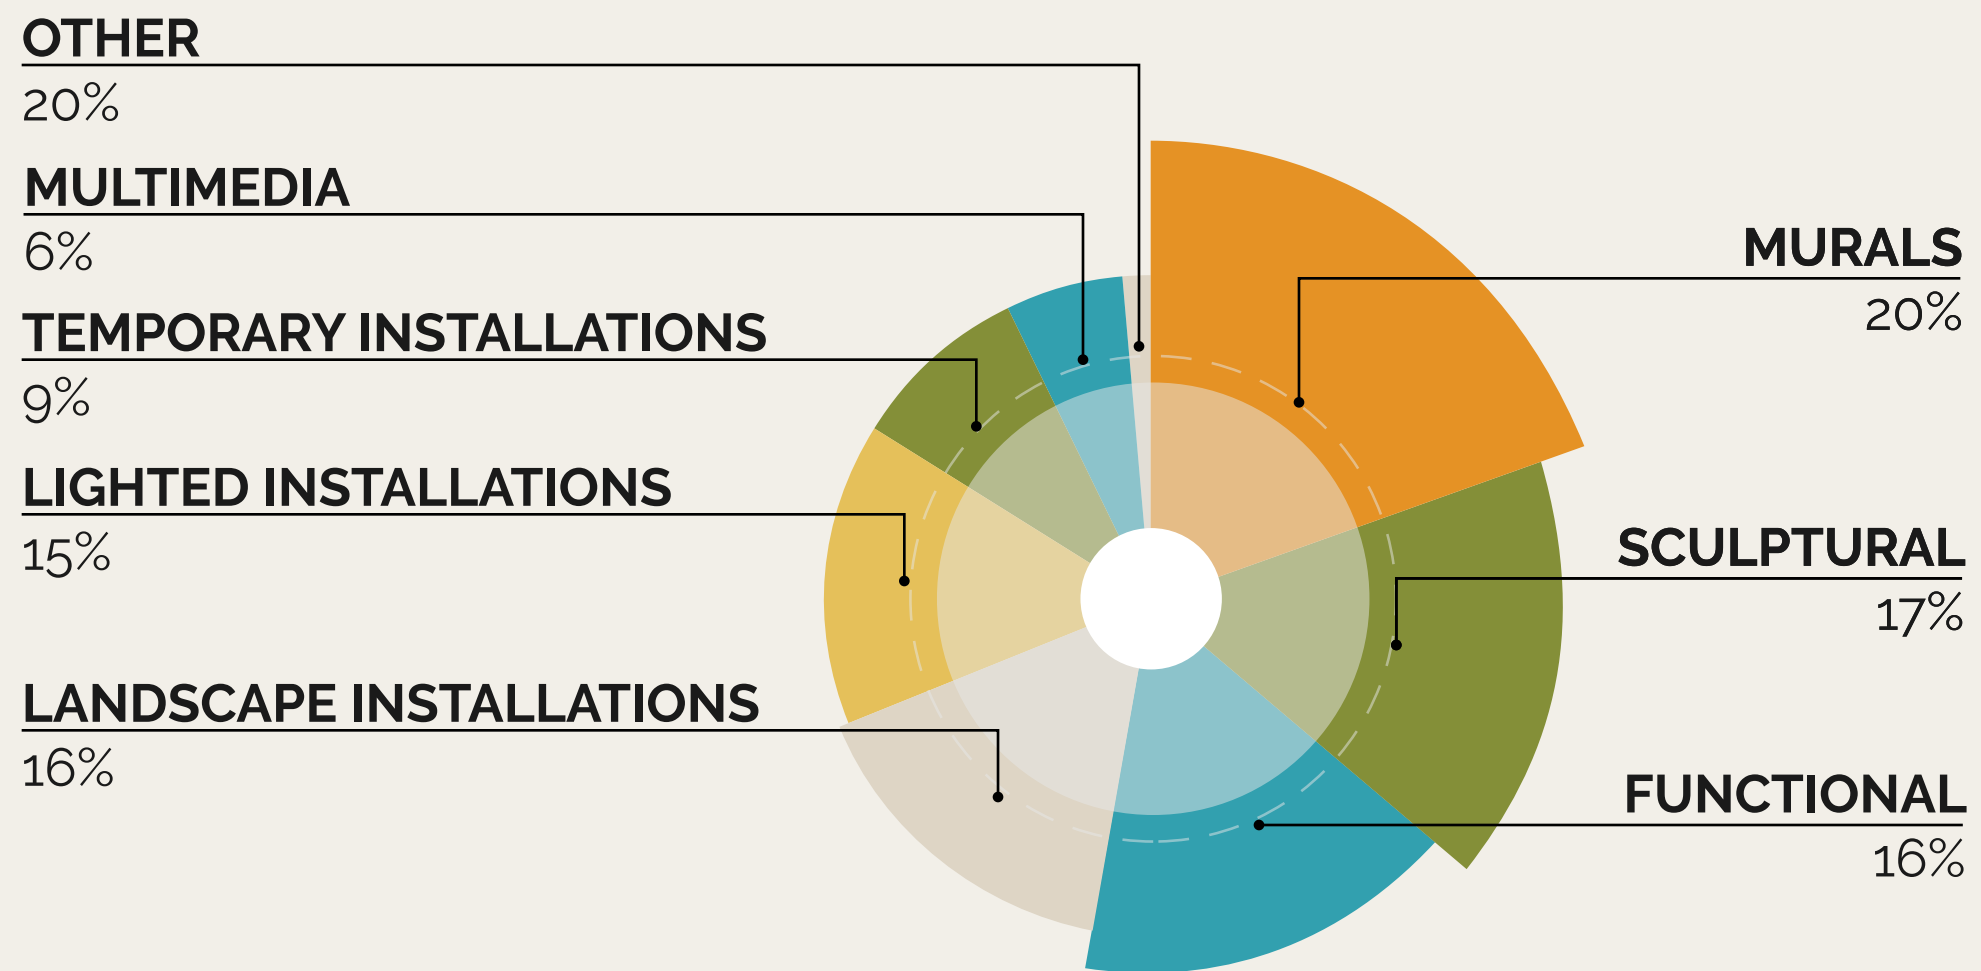 OTHER
20%
MULTIMEDIA
6%
TEMPORARY INSTALLATIONS
9%
LIGHTED INSTALLATIONS
15%
LANDSCAPE INSTALLATIONS
16%
MURALS
20%
SCULPTURAL
17%
FUNCTIONAL
16%